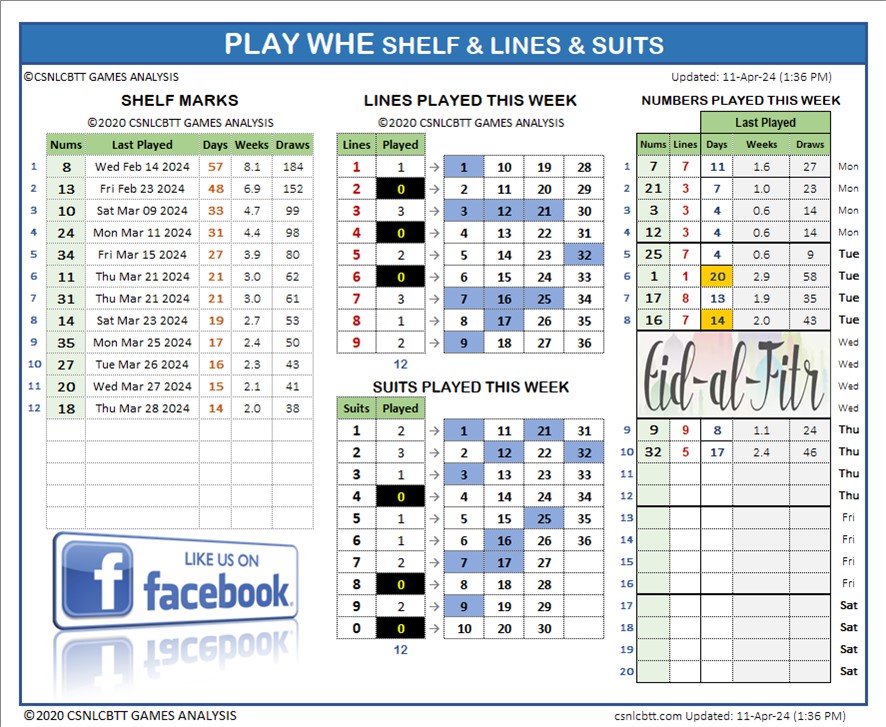 PLAY WHE SHELF & LINES & SUITS
©CSNLCBTT GAMES ANALYSIS
Updated: 11-Apr-24 (1:36 PM)
SHELF MARKS
©2020 CSNLCBTT GAMES ANALYSIS
Nums Last Played Days Weeks Draws
1 8 Wed Feb 14 2024 57 8.1 184
2 13 Fri Feb 23 2024 48 6.9 152
3 10 Sat Mar 09 2024 33 4.7 99
4 24 Mon Mar 11 2024 31 4.4 98
5 34 Fri Mar 15 2024 27 3.9 80
6 11 Thu Mar 21 2024 21 3.0 62
7 31 Thu Mar 21 2024 21 3.0 61
8 14 Sat Mar 23 2024 19 2.7 53
9 35 Mon Mar 25 2024 17 2.4 50
10 27 Tue Mar 26 2024 16 2.3 43
11 20 Wed Mar 27 2024 15 2.1 41
12 18 Thu Mar 28 2024 14 2.0 38
LIKE US ON
facebook
LINES PLAYED THIS WEEK
©2020 CSNLCBTT GAMES ANALYSIS
Lines Played
1 1 → 1 10 19 28
2 0 → 2 11 20 29
3 3 → 3 12 21 30
4 0 → 4 13 22 31
5 2 → 5 14 23 32
6 0 → 6 15 24 33
7 3 → 7 16 25 34
8 1 → 8 17 26 35
9 2 → 9 18 27 36
12
SUITS PLAYED THIS WEEK
Suits Played
1 2 → 1 11 21 31
2 3 → 2 12 22 32
3 1 → 3 13 23 33
4 0 → 4 14 24 34
5 1 → 5 15 25 35
6 1 → 6 16 26 36
7 2 → 7 17 27
8 0 → 8 18 28
9 2 → 9 19 29
0 0 → 10 20 30
12
NUMBERS PLAYED THIS WEEK
Last Played
Nums Lines Days Weeks Draws
1 7 7 11 1.6 27 Mon
2 21 3 7 1.0 23 Mon
3 3 3 4 0.6 14 Mon
4 12 3 4 0.6 14 Mon
5 25 7 4 0.6 9 Tue
6 1 1 20 2.9 58 Tue
7 17 8 13 1.9 35 Tue
8 16 7 14 2.0 43 Tue
Eid-al-Fitr
Wed
Wed
Wed
Wed
9 9 9 8 1.1 24 Thu
10 32 5 17 2.4 46 Thu
11 Thu
12 Thu
13 Fri
14 Fri
15 Fri
16 Fri
17 Sat
18 Sat
19 Sat
20 Sat
©2020 CSNLCBTT GAMES ANALYSIS
csnlcbtt.com Updated: 11-Apr-24 (1:36 PM)